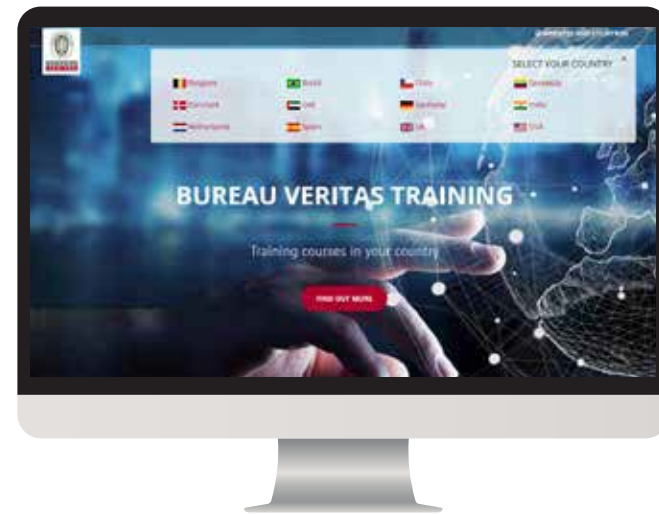 SELECT YOUR COUNTRY
Belgium Brazil Chile Colombia
Denmark UAE Germany India
Netherlands Spain UK USA
BUREAU VERITAS TRAINING
Training courses in your country
FIND OUT MORE